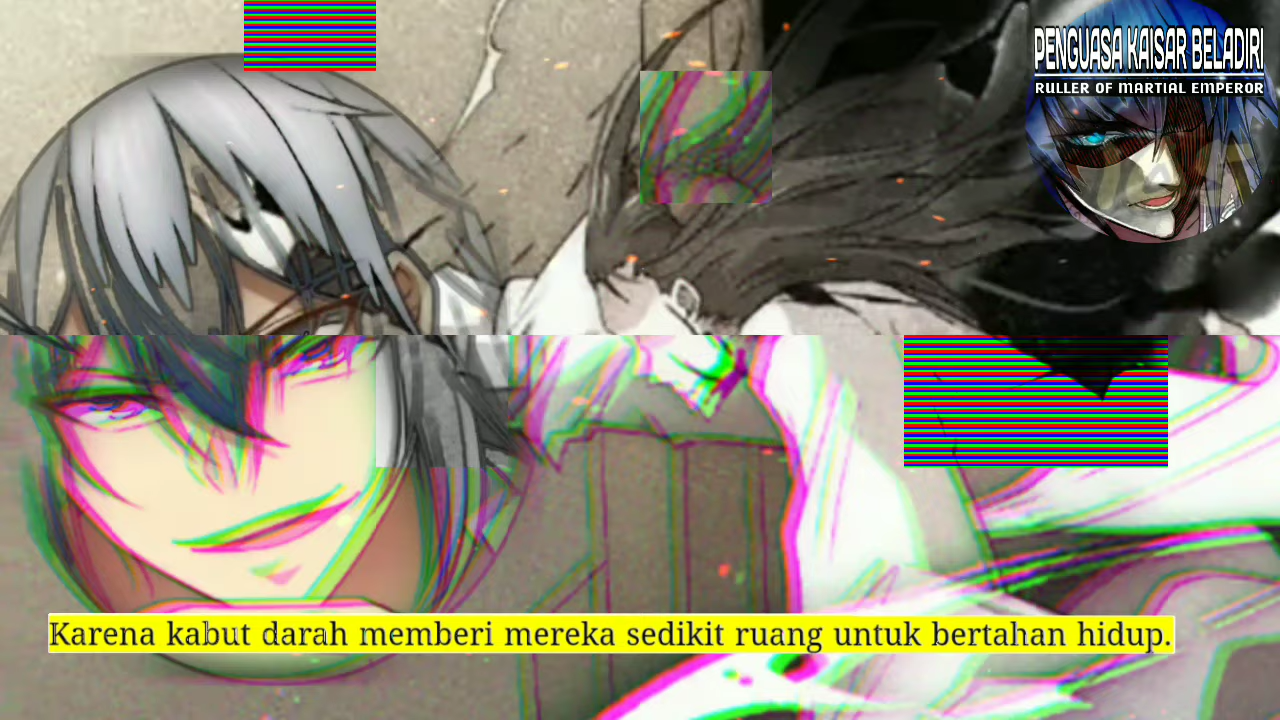 PENGUASA KAISAR BELADIRI
RULLER OF MARTIAL EMPEROR
Karena kabut darah memberi mereka sedikit ruang untuk bertahan hidup.